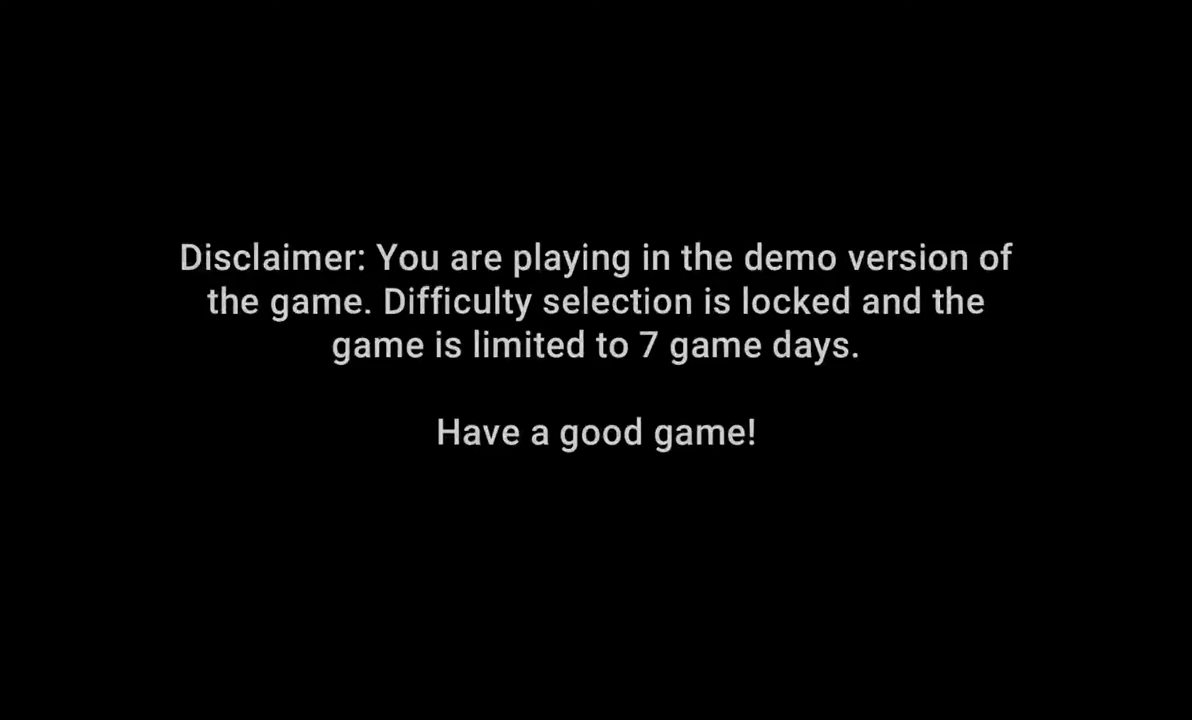 Disclaimer: You are playing in the demo version of
the game. Difficulty selection is locked and the
game is limited to 7 game days.
Have a good game!